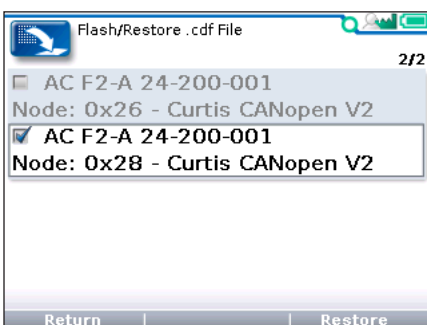 Flash/Restore .cdf File
2/2
AC F2-A 24-200-001
Node: 0x26 - Curtis CANopen V2
AC F2-A 24-200-001
Node: 0x28 - Curtis CANopen V2
Return | | Restore